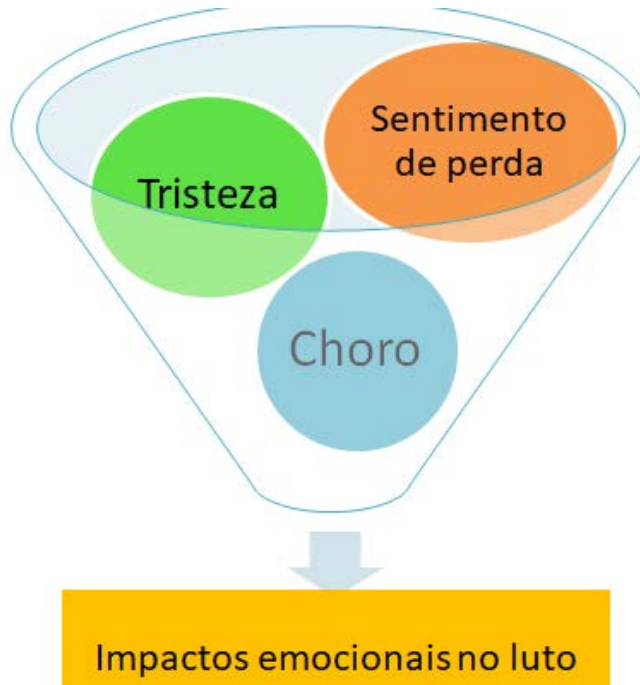 Sentimento
de perda
Tristeza
Choro
Impactos emocionais no luto